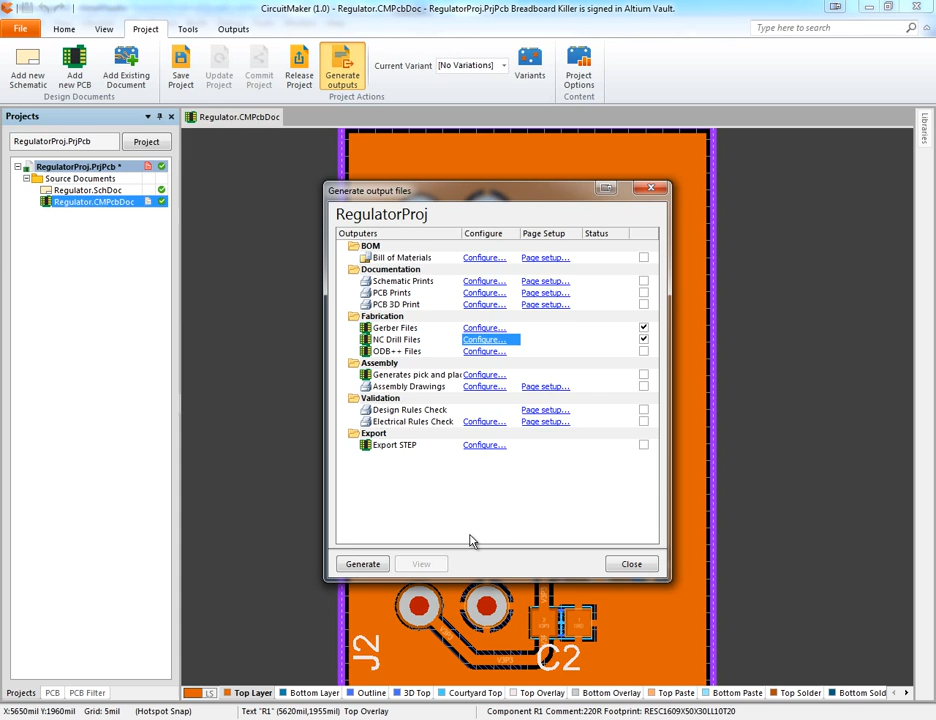 CircuitMaker (1.0) - Regulator.CMPcbDoc - RegulatorProj.PrjPcb Breadboard Killer is signed in Altium Vault.
File Home View Project Tools Outputs Type here to search
Add new Schematic
Add new PCB
Add Existing Document
Save Project
Update Project
Commit Project
Release Project
Generate outputs
Current Variant [No Variations]
Variants
Project Options
Design Documents Project Actions Content
Projects
Regulator.CMPcbDoc
Libraries
RegulatorProj.PrjPcb Project
RegulatorProj.PrjPcb *
Source Documents
Regulator.SchDoc
Regulator.CMPcbDoc
Generate output files
RegulatorProj
Outputers Configure Page Setup Status
BOM
Bill of Materials Configure... Page setup...
Documentation
Schematic Prints Configure... Page setup...
PCB Prints Configure... Page setup...
PCB 3D Print Configure... Page setup...
Fabrication
Gerber Files Configure...
NC Drill Files Configure...
ODB++ Files Configure...
Assembly
Generates pick and plac Configure...
Assembly Drawings Configure... Page setup...
Validation
Design Rules Check Page setup...
Electrical Rules Check Configure... Page setup...
Export
Export STEP Configure...
Generate View Close
J2
V3P3
C2
Projects PCB PCB Filter
LS Top Layer Bottom Layer Outline 3D Top Courtyard Top Top Overlay Bottom Overlay Top Paste Bottom Paste Top Solder Bottom Sold
X:5650mil Y:1960mil Grid: 5mil (Hotspot Snap) Text "R1" (5620mil,1955mil) Top Overlay Component R1 Comment:220R Footprint: RESC1609X50X30LL10T20